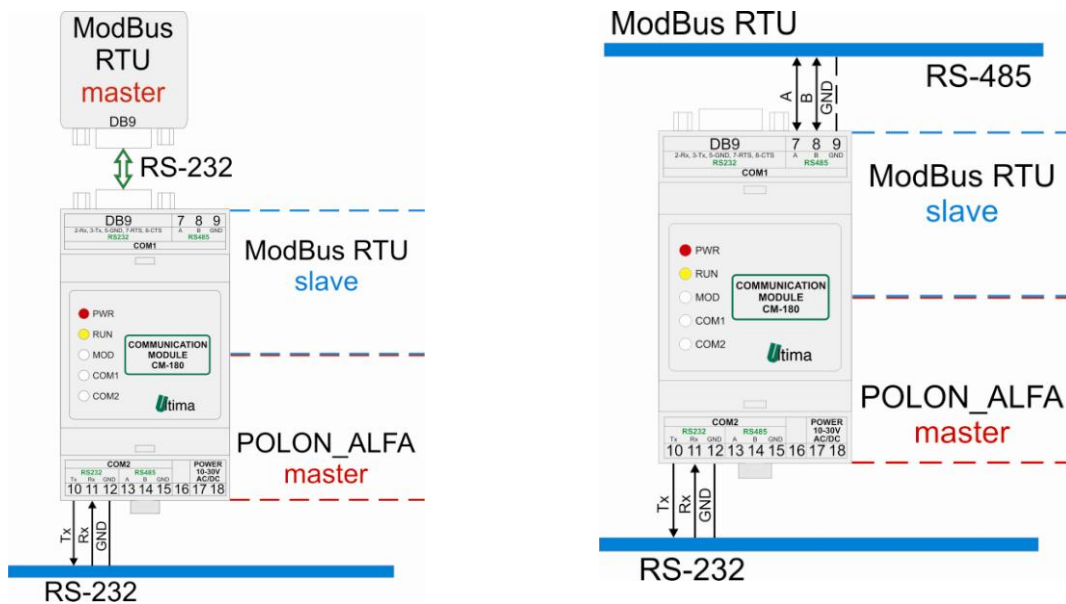 ModBus
RTU
master
DB9
RS-232
DB9
7 8 9
2-Rx, 3-Tx, 5-GND, 7-RTS, 8-CTS
A B GND
RS232
RS485
COM1
ModBus RTU
slave
PWR
RUN
MOD
COM1
COM2
COMMUNICATION
MODULE
CM-180
Ultima
POLON_ALFA
master
COM2
POWER
RS232
RS485
10-30V
Tx Rx GND A B GND
AC/DC
10 11 12 13 14 15 16 17 18
Tx
Rx
GND
RS-232
ModBus RTU
RS-485
A
B
GND
DB9
7 8 9
2-Rx, 3-Tx, 5-GND, 7-RTS, 8-CTS
A B GND
RS232
RS485
COM1
ModBus RTU
slave
PWR
RUN
MOD
COM1
COM2
COMMUNICATION
MODULE
CM-180
Ultima
POLON_ALFA
master
COM2
POWER
RS232
RS485
10-30V
Tx Rx GND A B GND
AC/DC
10 11 12 13 14 15 16 17 18
Tx
Rx
GND
RS-232